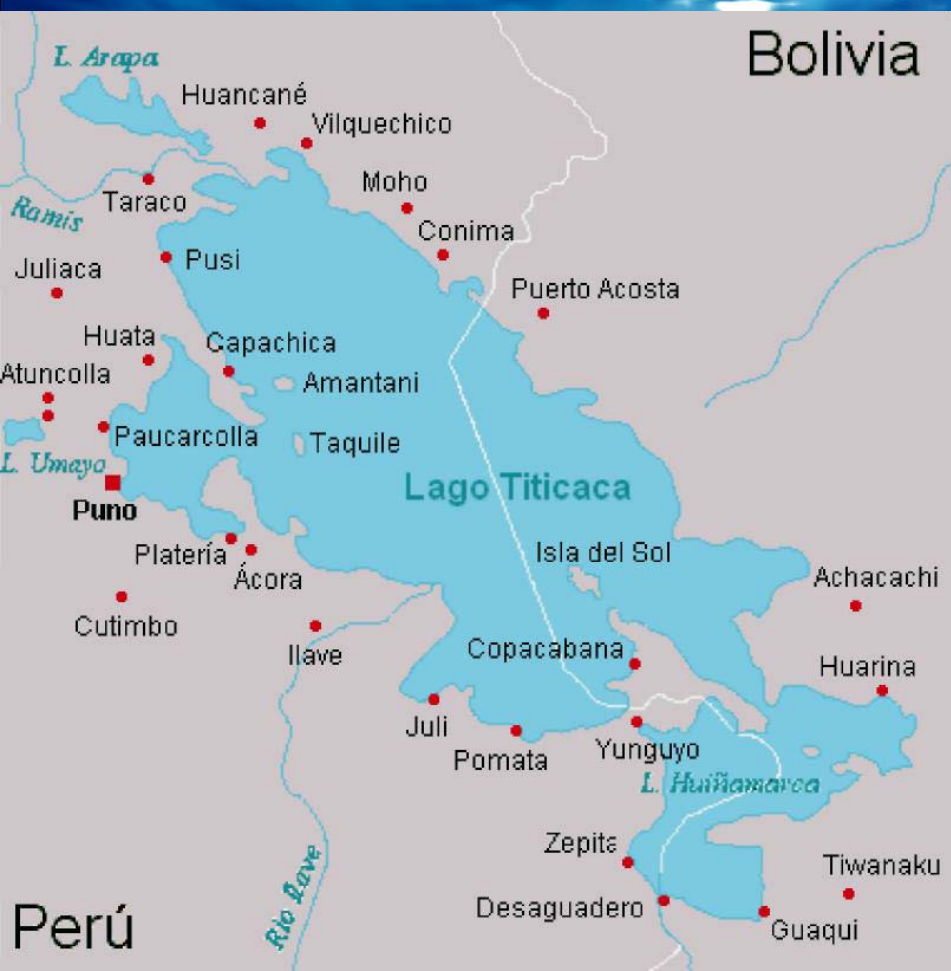 Bolivia
L. Arapa
Huancané
Vilquechico
Moho
Taraco
Ramis
Conima
Pusi
Juliaca
Puerto Acosta
Huata
Capachica
Atuncolla
Amantani
Paucarcolla
Taquile
L. Umayo
Lago Titicaca
Puno
Platería
Isla del Sol
Ácora
Achacachi
Cutimbo
Ilave
Copacabana
Huarina
Juli
Pomata
Yunguyo
L. Huiñamarca
Zepita
Tiwanaku
Río Ilave
Desaguadero
Perú
Guaqui